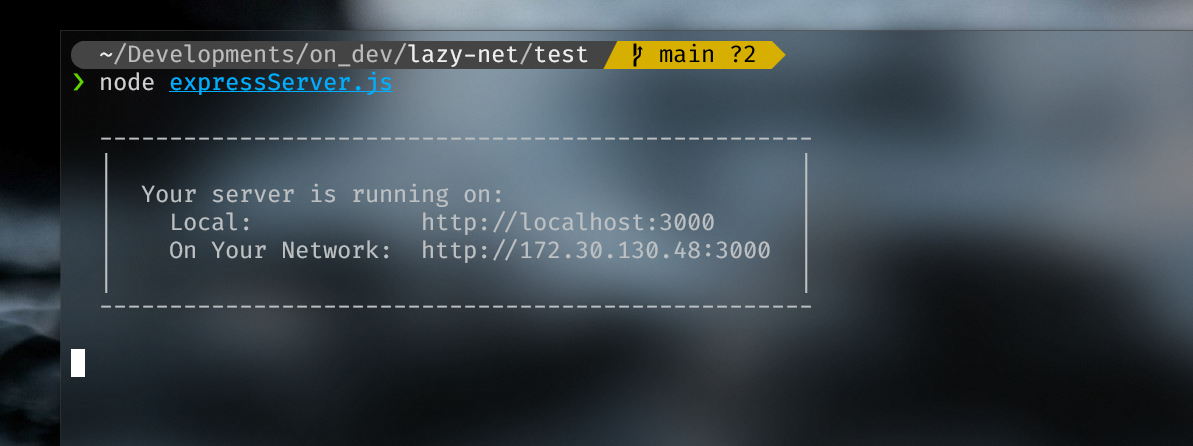 ~/Developments/on_dev/lazy-net/test main ?2
❯ node expressServer.js
Your server is running on:
Local: http://localhost:3000
On Your Network: http://172.30.130.48:3000